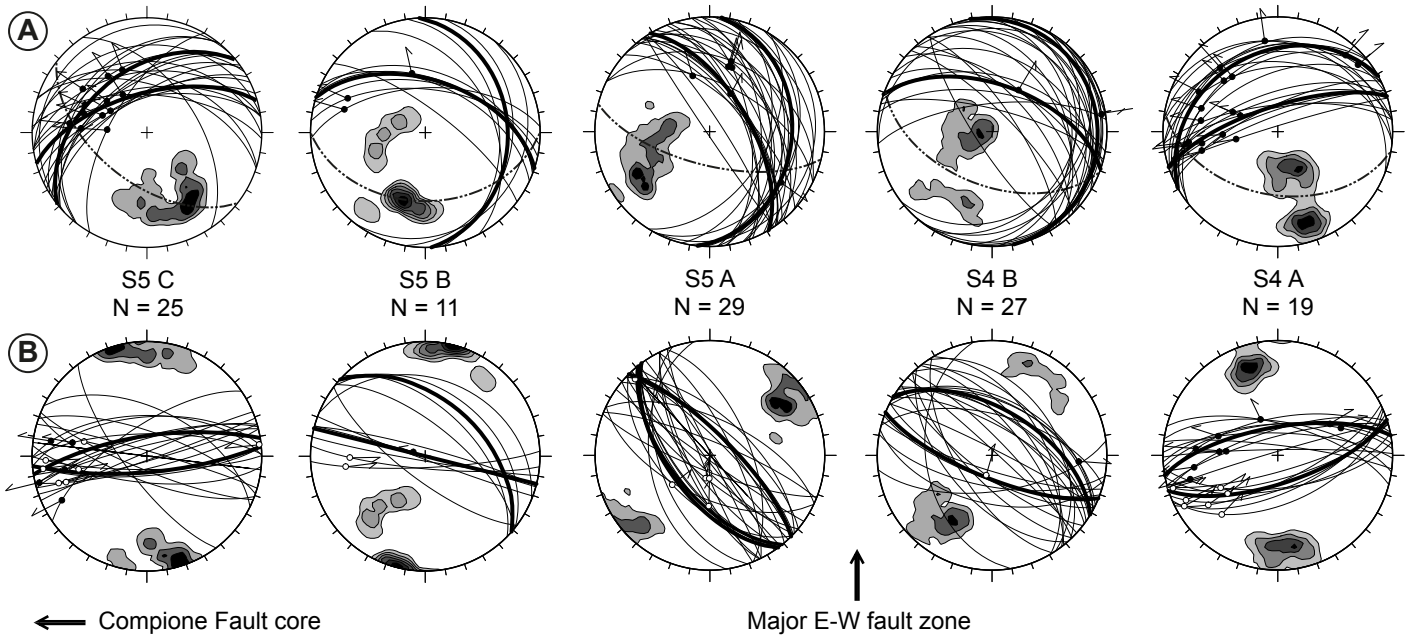 A
S5 C
N = 25
S5 B
N = 11
S5 A
N = 29
S4 B
N = 27
S4 A
N = 19
B
Compione Fault core
Major E-W fault zone